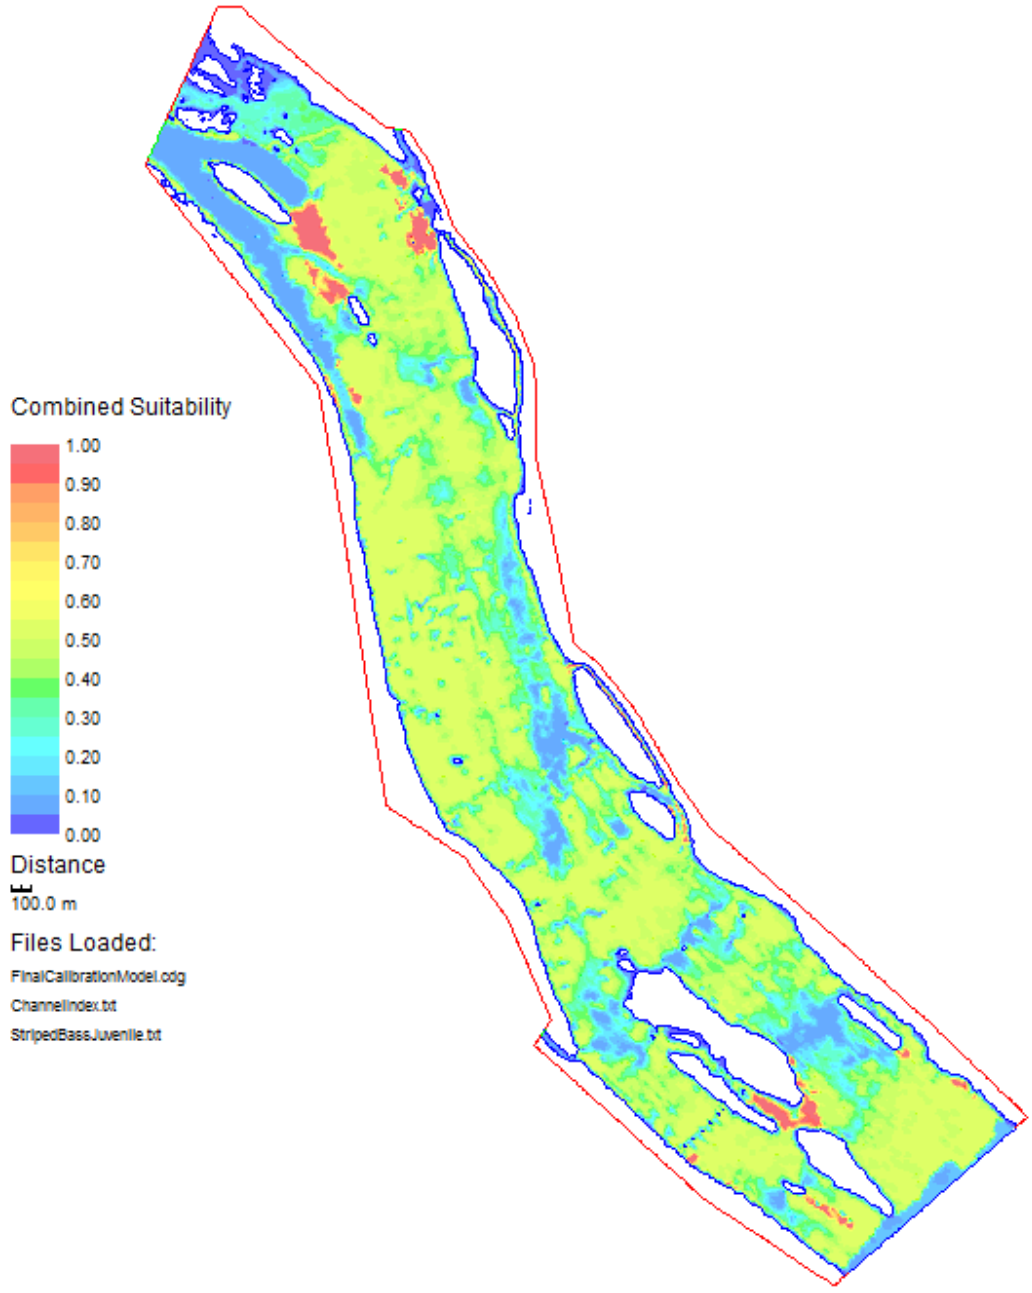 Combined Suitability
1.00
0.90
0.80
0.70
0.60
0.50
0.40
0.30
0.20
0.10
0.00
Distance
100.0 m
Files Loaded:
FinalCalibrationModel.cdg
ChannelIndex.txt
StripedBassJuvenile.txt